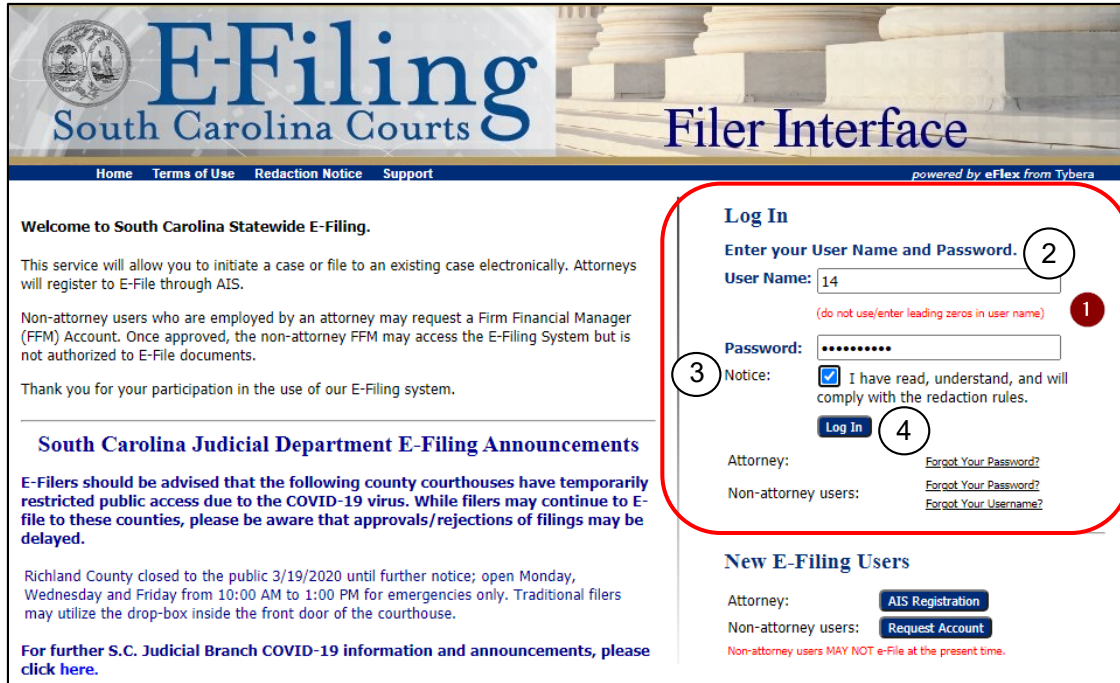 E-Filing
South Carolina Courts
Filer Interface
Home Terms of Use Redaction Notice Support
powered by eFlex from Tybera
Welcome to South Carolina Statewide E-Filing.
This service will allow you to initiate a case or file to an existing case electronically. Attorneys
will register to E-File through AIS.
Non-attorney users who are employed by an attorney may request a Firm Financial Manager
(FFM) Account. Once approved, the non-attorney FFM may access the E-Filing System but is
not authorized to E-File documents.
Thank you for your participation in the use of our E-Filing system.
South Carolina Judicial Department E-Filing Announcements
E-Filers should be advised that the following county courthouses have temporarily
restricted public access due to the COVID-19 virus. While filers may continue to E-
file to these counties, please be aware that approvals/rejections of filings may be
delayed.
Richland County closed to the public 3/19/2020 until further notice; open Monday,
Wednesday and Friday from 10:00 AM to 1:00 PM for emergencies only. Traditional filers
may utilize the drop-box inside the front door of the courthouse.
For further S.C. Judicial Branch COVID-19 information and announcements, please
click here.
Log In
Enter your User Name and Password. 2
User Name: 14
(do not use/enter leading zeros in user name) 1
Password: ••••••••••
3 Notice: I have read, understand, and will
comply with the redaction rules.
Log In 4
Attorney: Forgot Your Password?
Non-attorney users: Forgot Your Password?
Forgot Your Username?
New E-Filing Users
Attorney: AIS Registration
Non-attorney users: Request Account
Non-attorney users MAY NOT e-File at the present time.